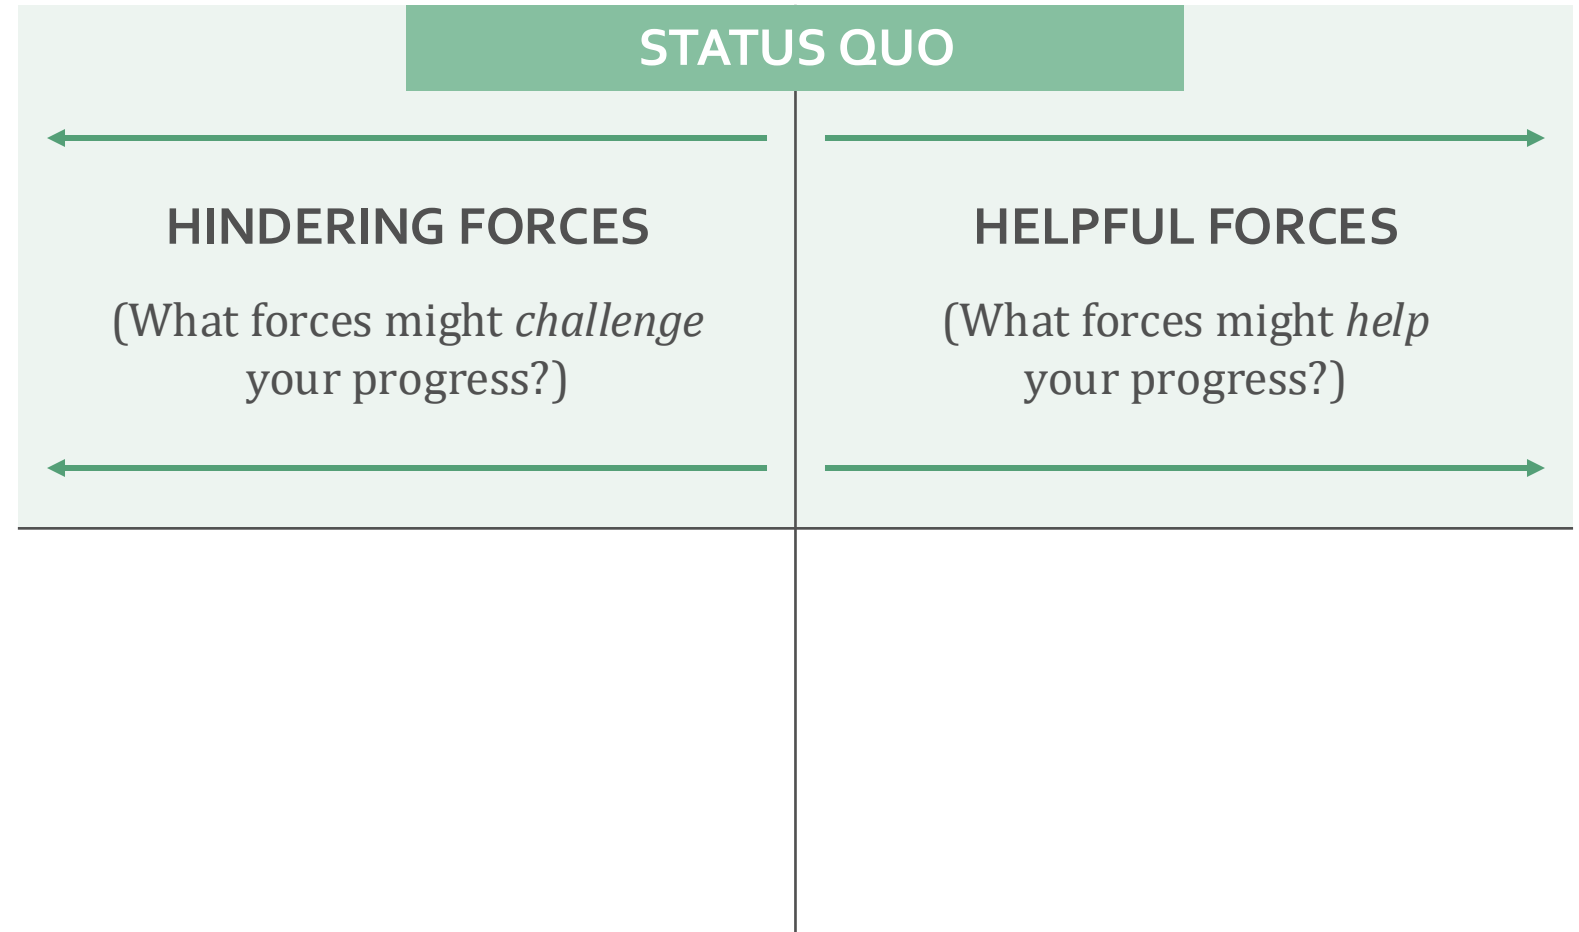 STATUS QUO
HINDERING FORCES
(What forces might challenge
your progress?)
HELPFUL FORCES
(What forces might help
your progress?)